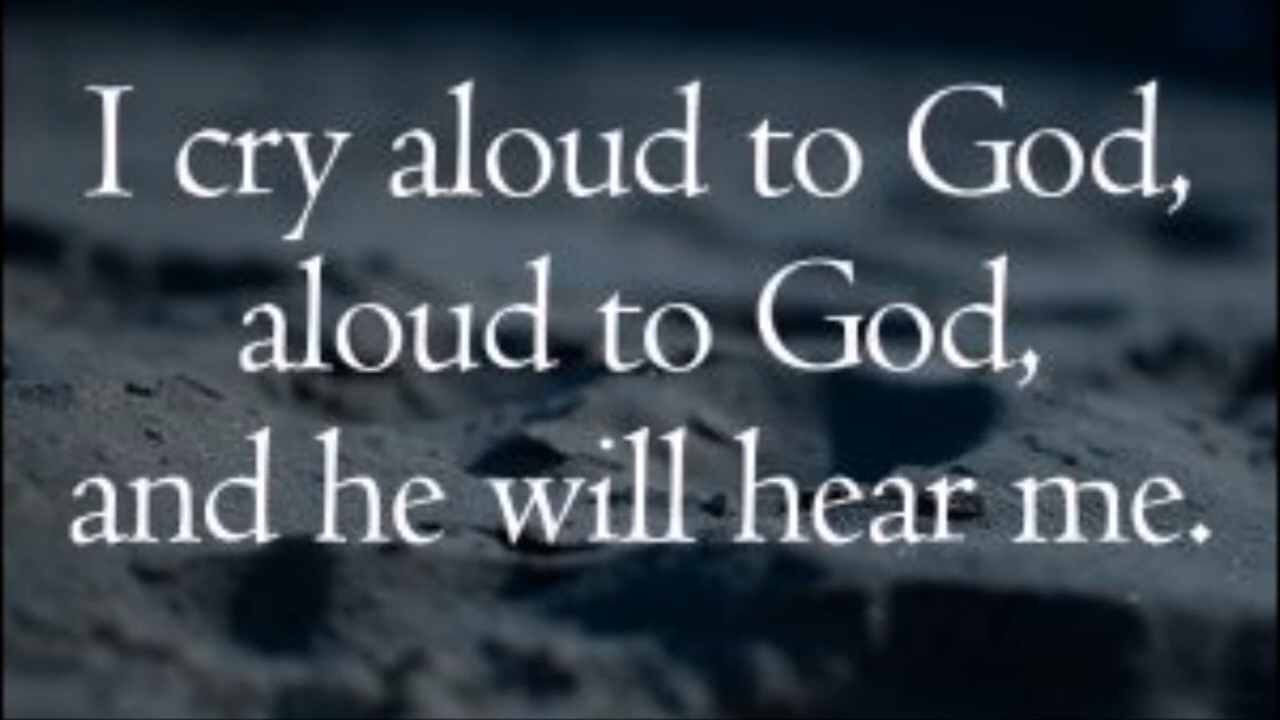 I cry aloud to God,
aloud to God,
and he will hear me.